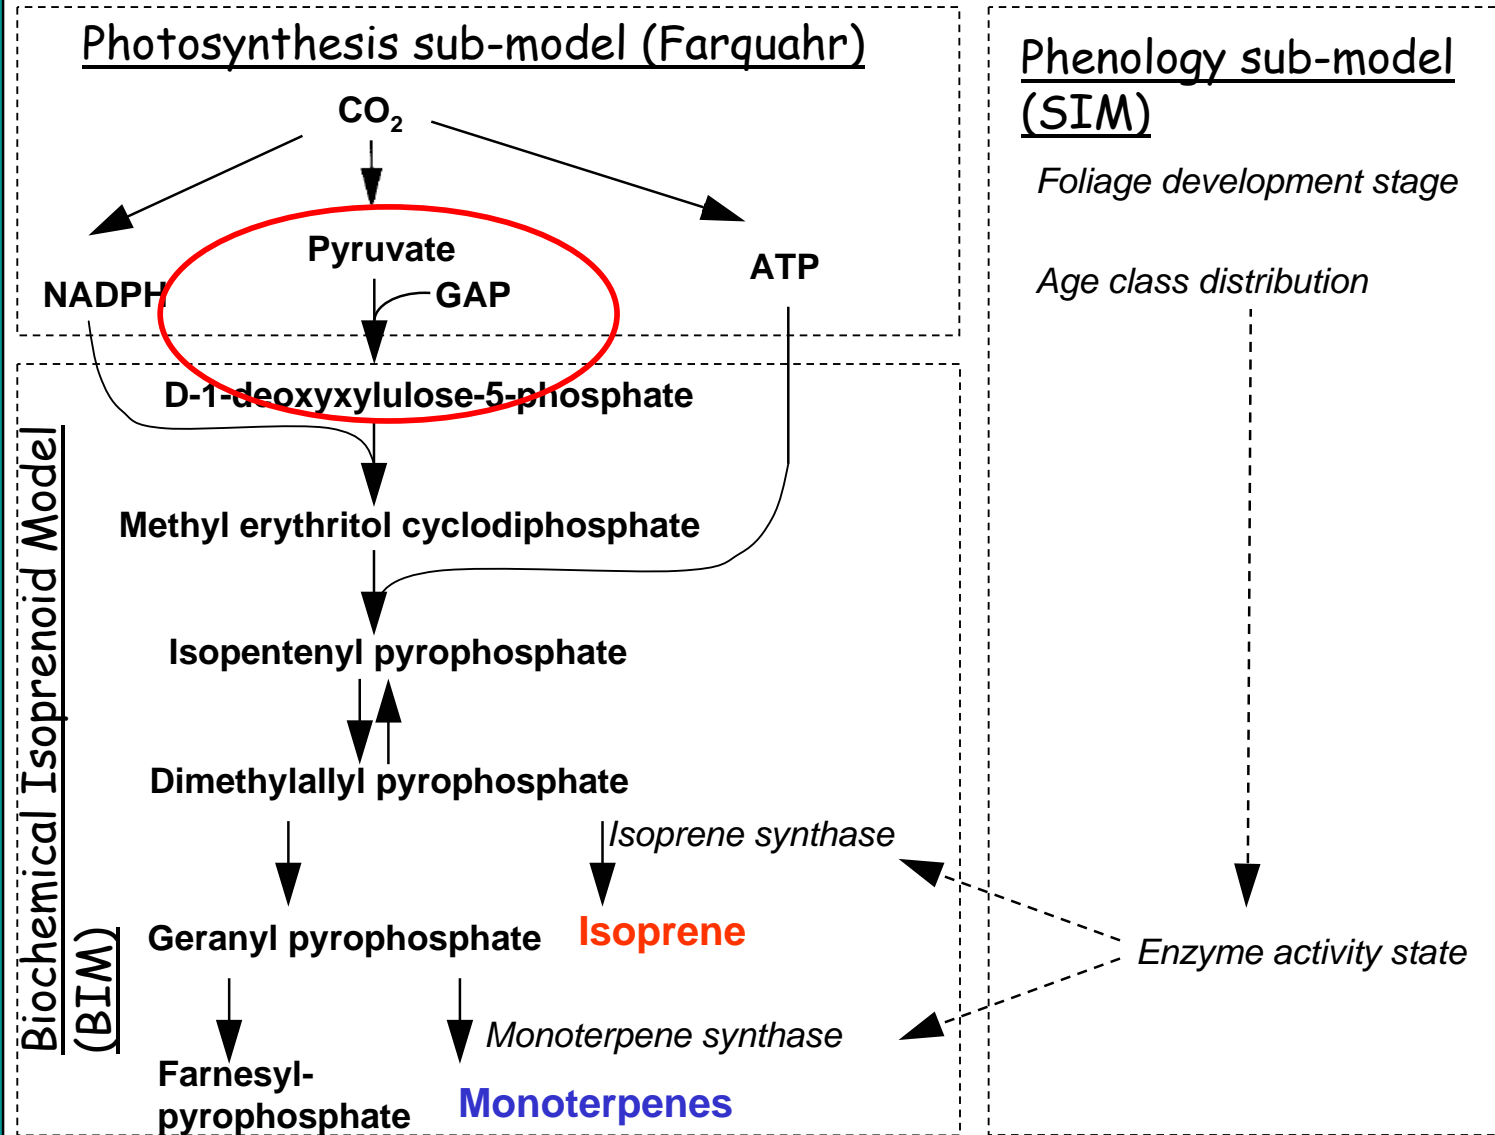 Photosynthesis sub-model (Farquahr)
CO2
Pyruvate
NADPH
GAP
ATP
D-1-deoxyxylulose-5-phosphate
Methyl erythritol cyclodiphosphate
Isopentenyl pyrophosphate
Dimethylallyl pyrophosphate
Isoprene synthase
Geranyl pyrophosphate
Isoprene
Monoterpene synthase
Farnesyl-
pyrophosphate
Monoterpenes
Biochemical Isoprenoid Model
(BIM)
Phenology sub-model
(SIM)
Foliage development stage
Age class distribution
Enzyme activity state